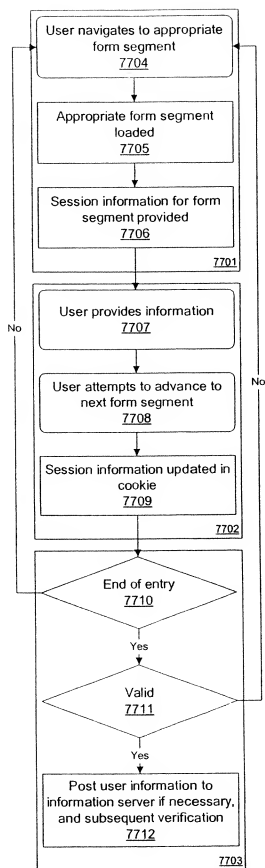 User navigates to appropriate
form segment
7704
Appropriate form segment
loaded
7705
Session information for form
segment provided
7706
7701
No
No
User provides information
7707
User attempts to advance to
next form segment
7708
Session information updated in
cookie
7709
7702
End of entry
7710
Yes
Valid
7711
Yes
Post user information to
information server if necessary,
and subsequent verification
7712
7703